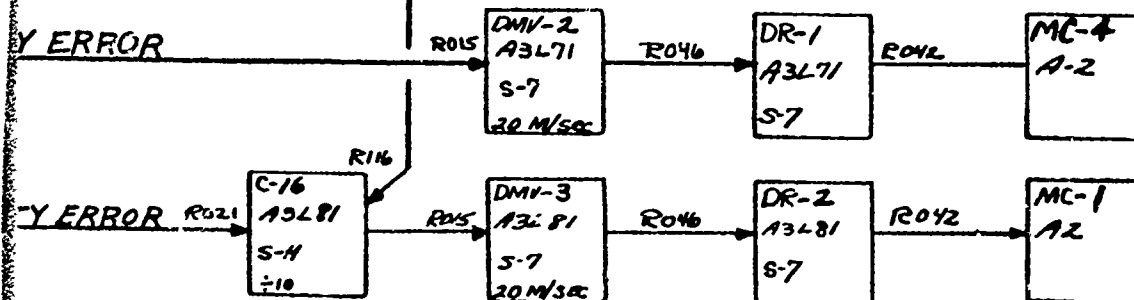 Y ERROR
R015
DMV-2
A3L71
S-7
20 M/SEC
R046
DR-1
A3L71
S-7
R042
MC-4
A-2
R116
-Y ERROR
R021
C-16
A3L81
S-H
÷10
R015
DMV-3
A3L81
S-7
20 M/SEC
R046
DR-2
A3L81
S-7
R042
MC-1
A2